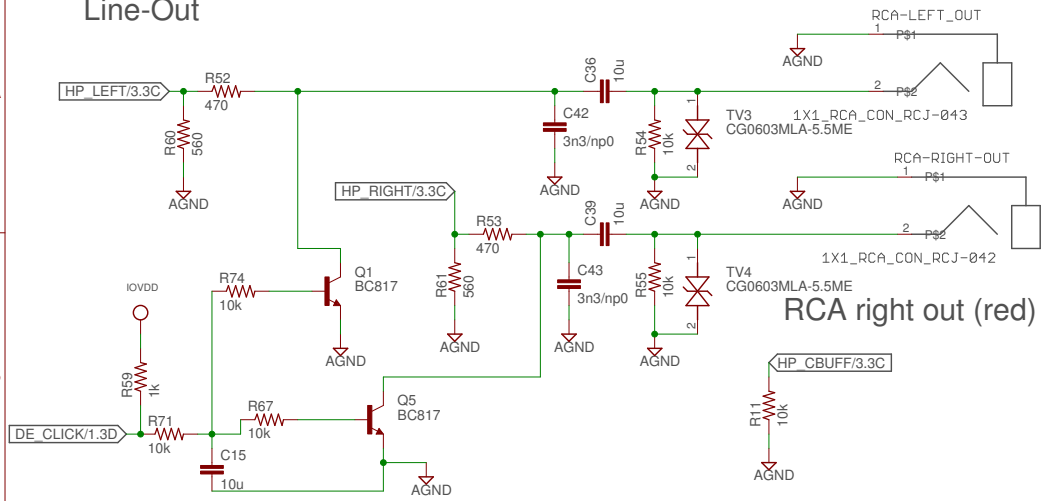 Line-Out
RCA-LEFT_OUT
1 P$1
AGND
HP_LEFT/3.3C
R52
470
C36
10u
2 P$2
1X1_RCA_CON_RCJ-043
R60
560
C42
3n3/np0
R54
10k
1
2
TV3
CG0603MLA-5.5ME
AGND
AGND
AGND
RCA-RIGHT-OUT
1 P$1
AGND
HP_RIGHT/3.3C
R53
470
C39
10u
2 P$2
1X1_RCA_CON_RCJ-042
R61
560
C43
3n3/np0
R55
10k
1
2
TV4
CG0603MLA-5.5ME
RCA right out (red)
IOVDD
R74
10k
Q1
BC817
AGND
AGND
AGND
AGND
HP_CBUFF/3.3C
R11
10k
AGND
R59
1k
DE_CLICK/1.3D
R71
10k
R67
10k
Q5
BC817
C15
10u
AGND